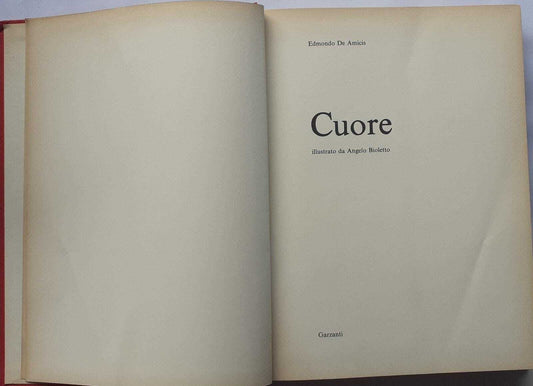 Edmondo De Amicis
Cuore
illustrato da Angelo Bioletto
Garzanti